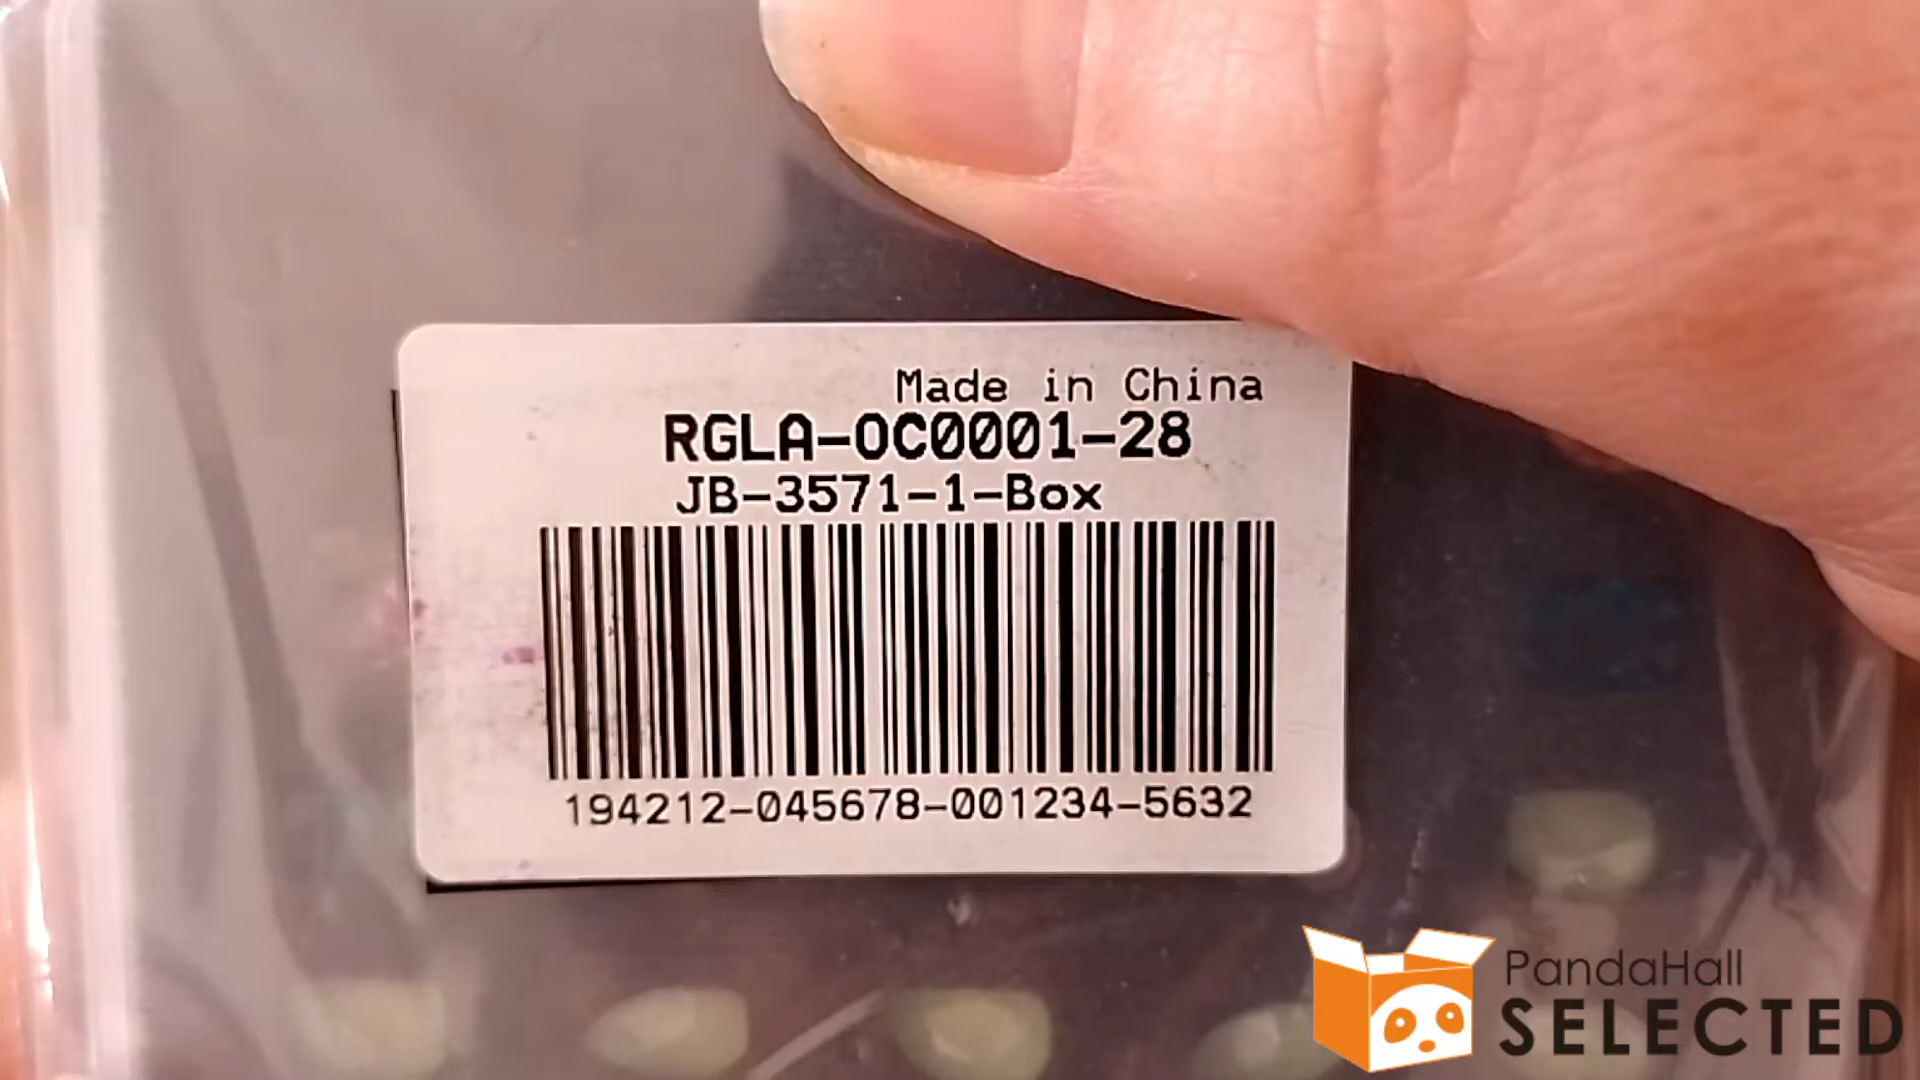 Made in China
RGLA-OC0001-28
JB-3571-1-Box
194212-045678-001234-5632
PandaHall
SELECTED